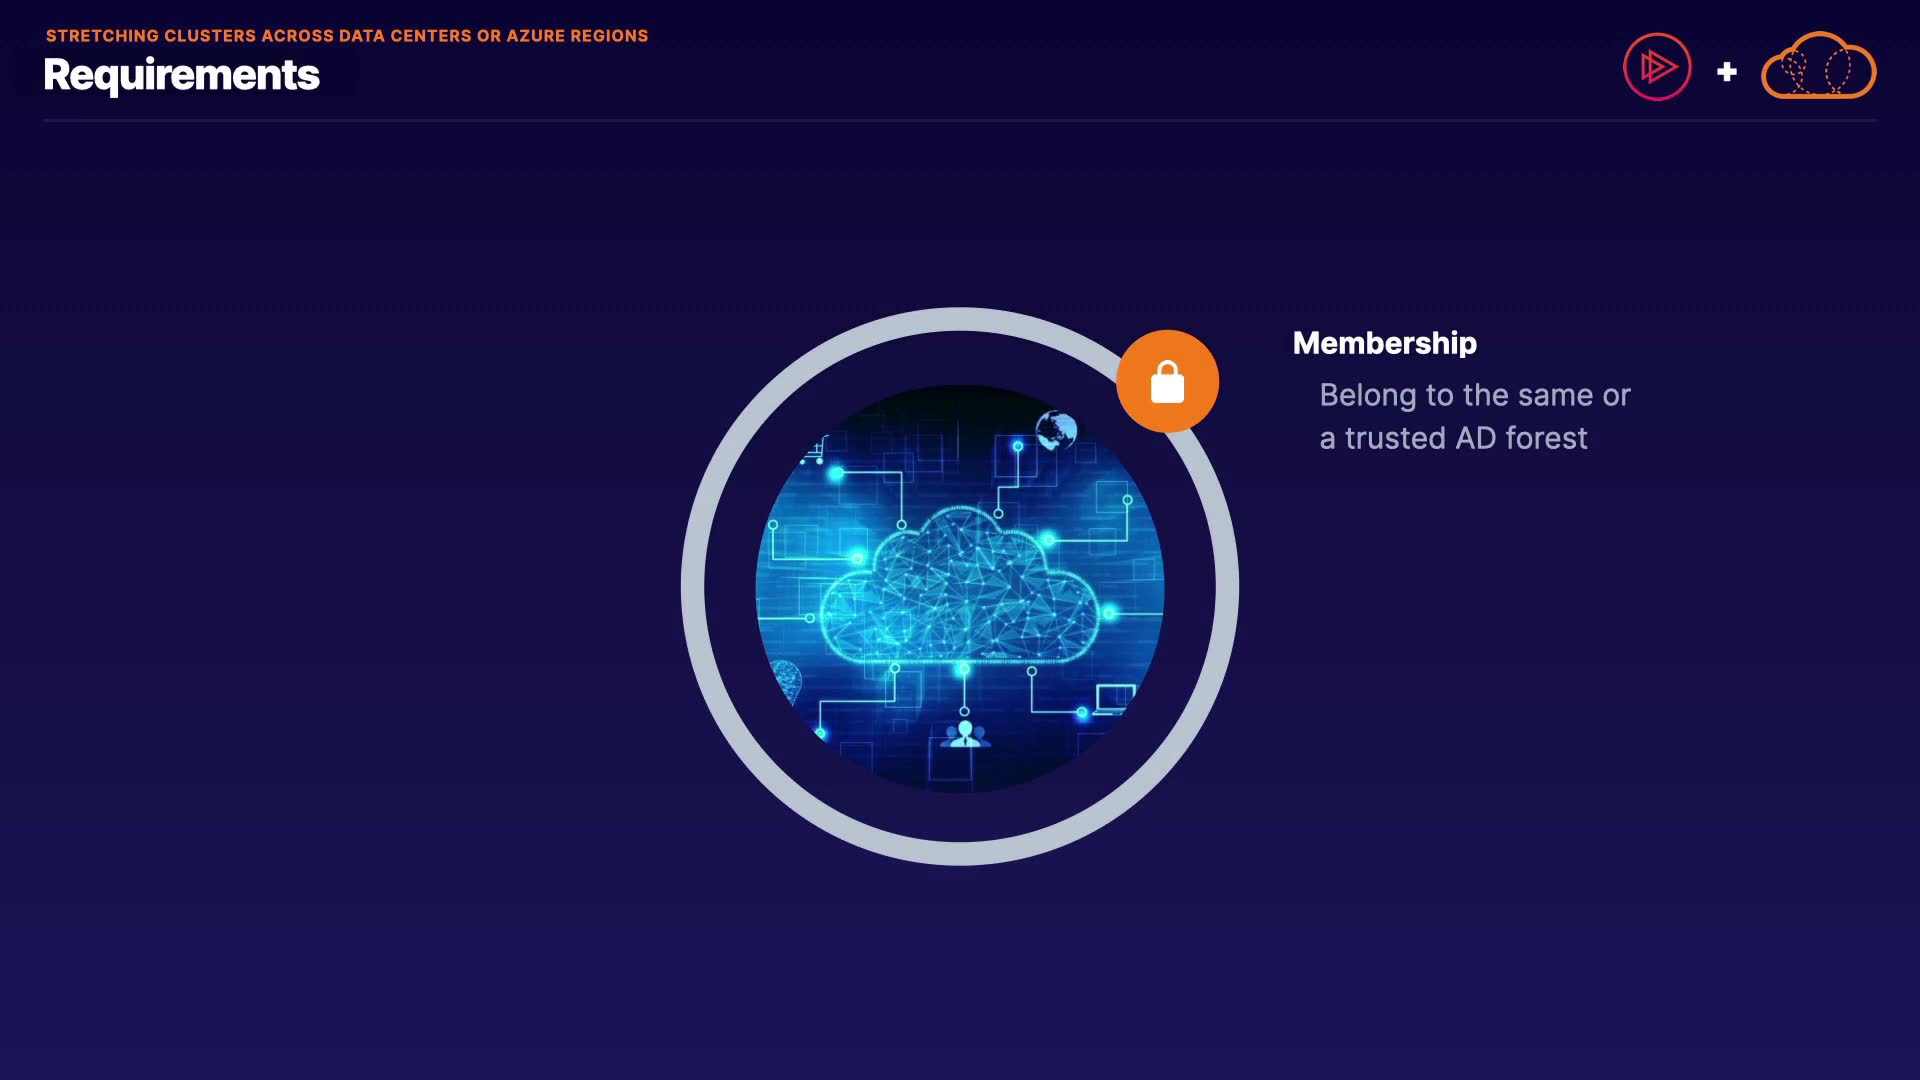 STRETCHING CLUSTERS ACROSS DATA CENTERS OR AZURE REGIONS
Requirements
Membership
Belong to the same or
a trusted AD forest